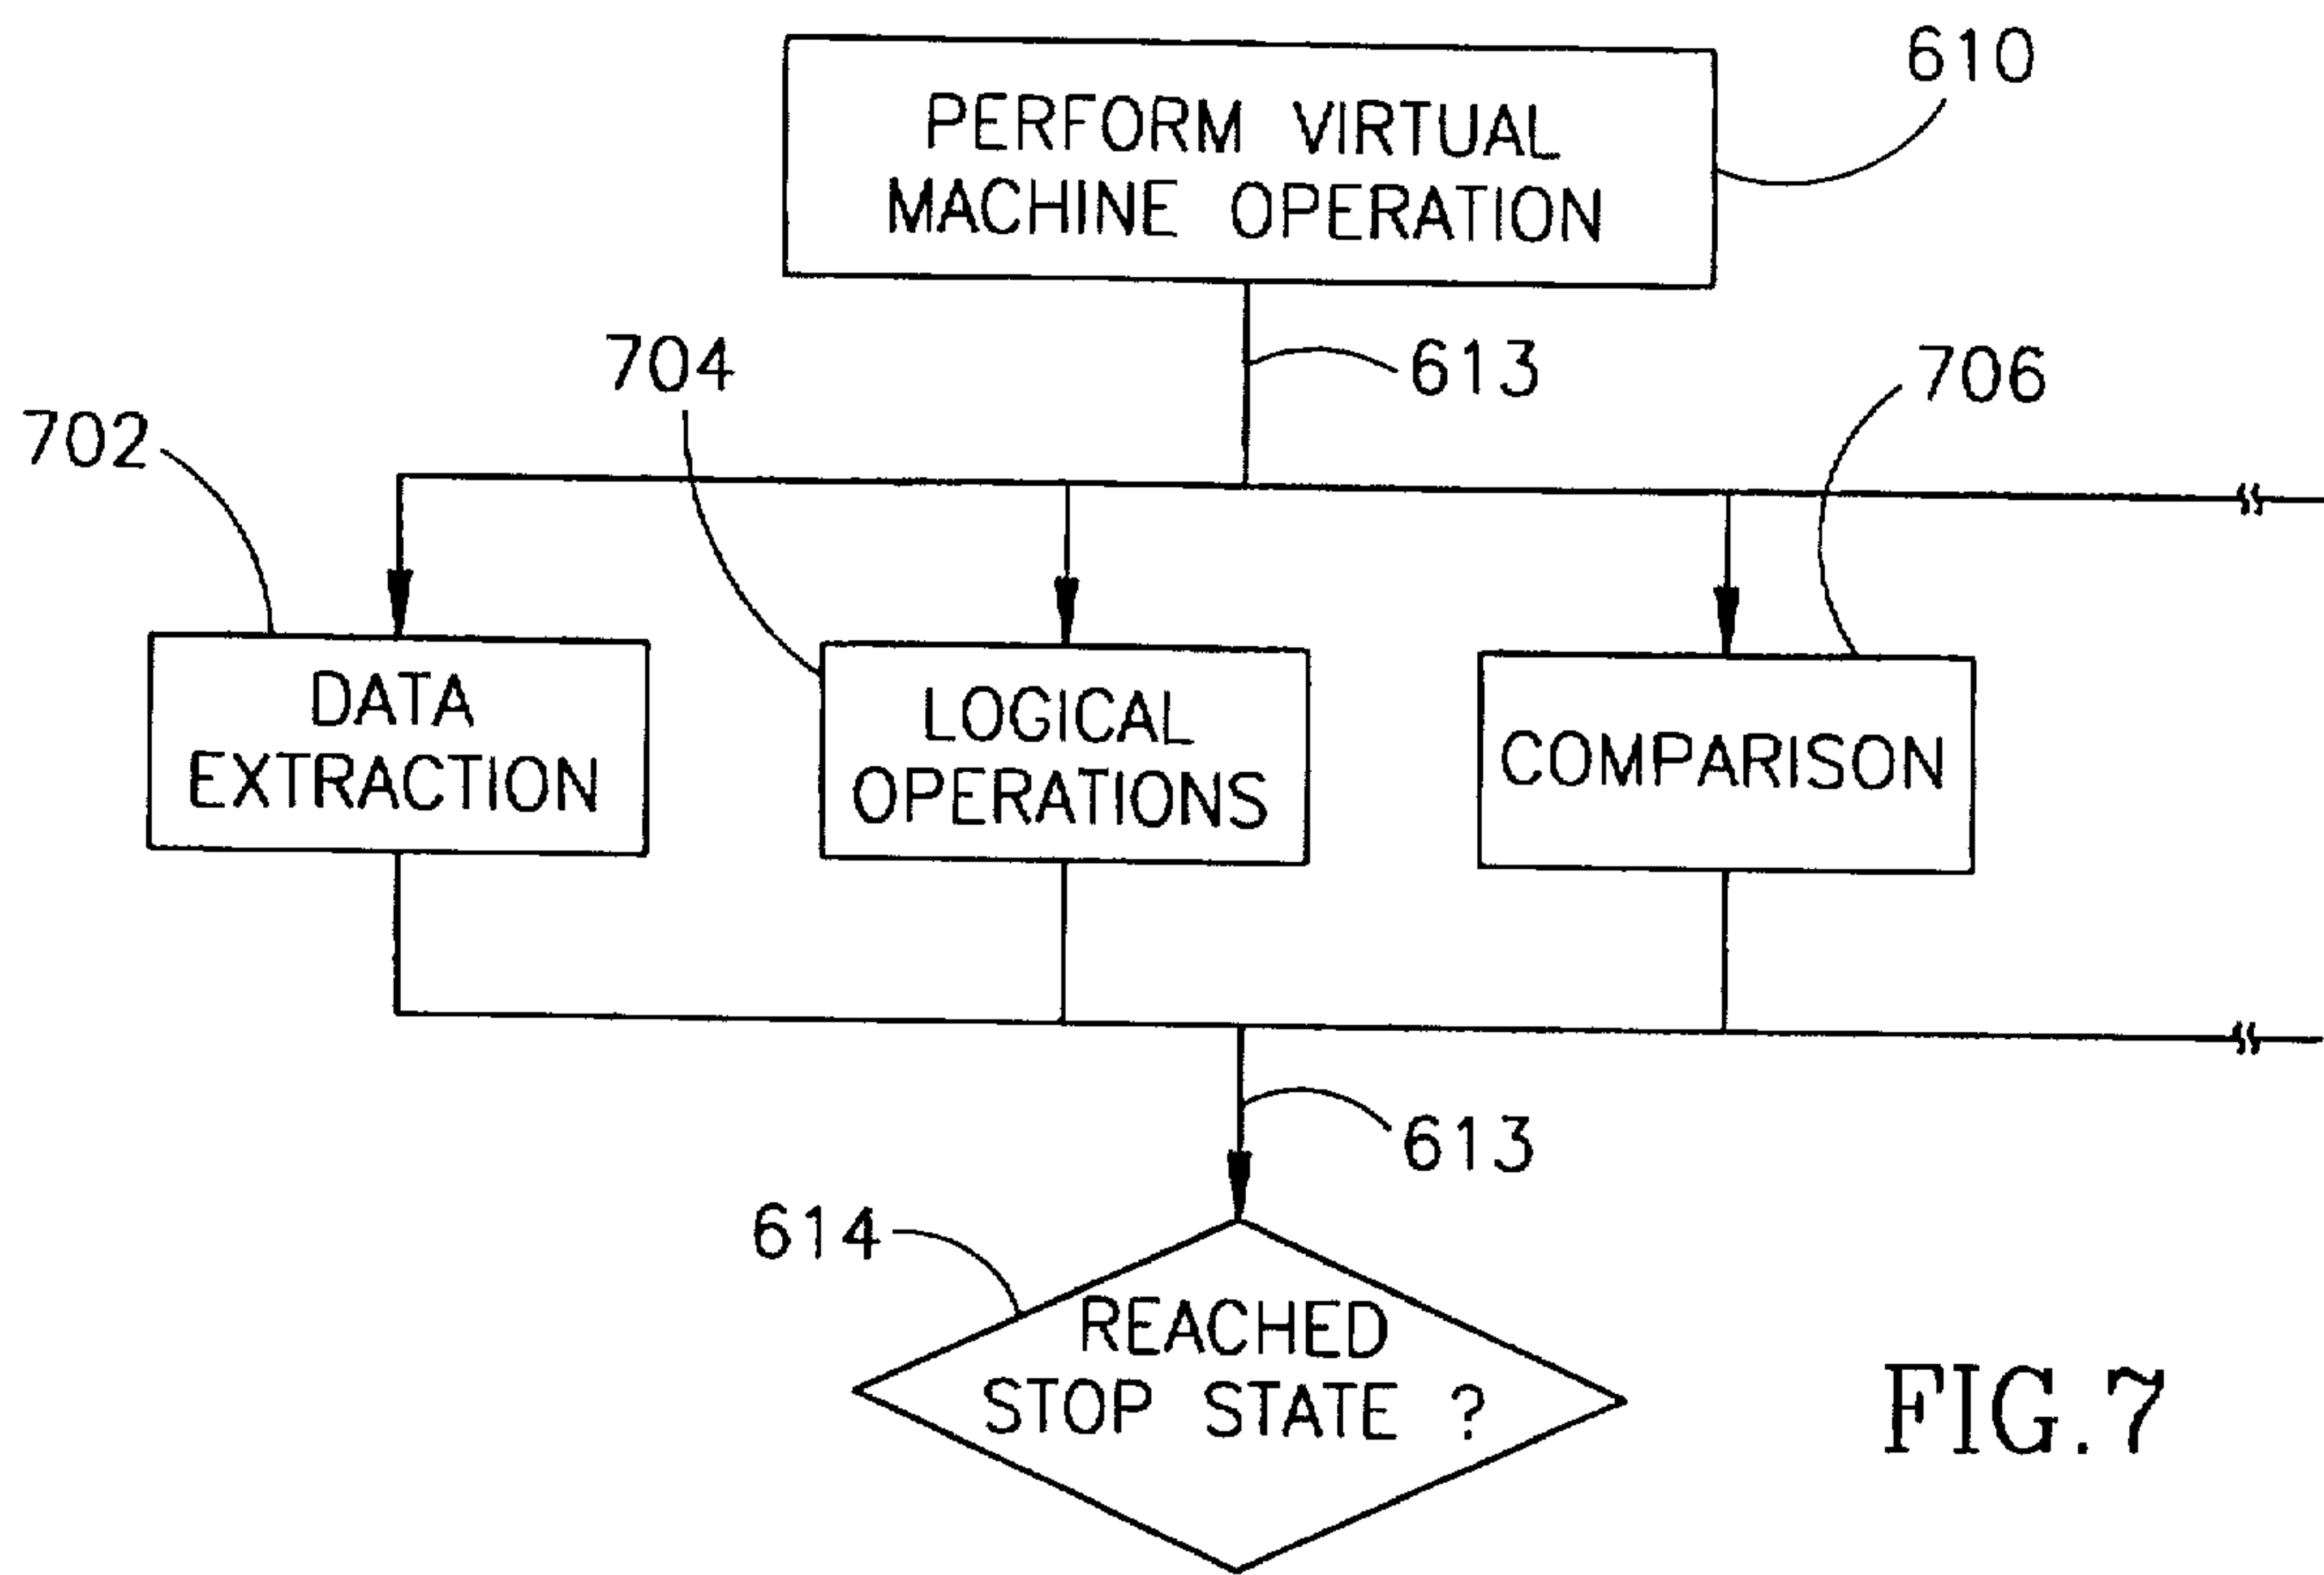 610
PERFORM VIRTUAL
MACHINE OPERATION
613
704
706
702
DATA
EXTRACTION
LOGICAL
OPERATIONS
COMPARISON
613
614
REACHED
STOP STATE ?
FIG. 7